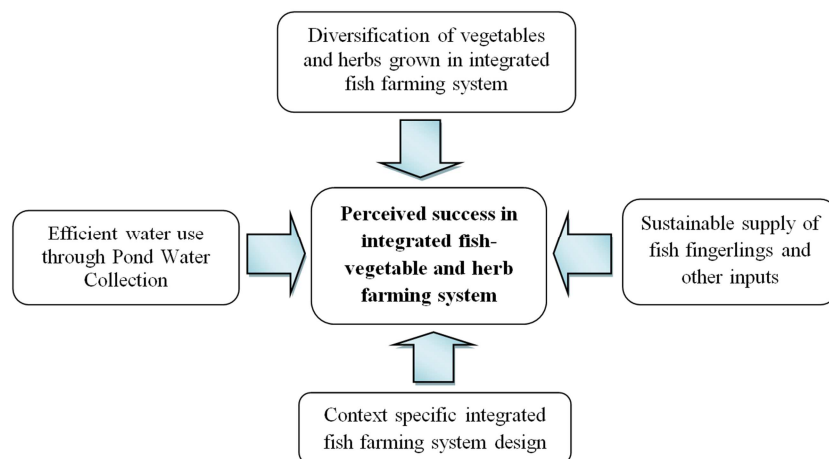 Diversification of vegetables
and herbs grown in integrated
fish farming system
Efficient water use
through Pond Water
Collection
Perceived success in
integrated fish-
vegetable and herb
farming system
Sustainable supply of
fish fingerlings and
other inputs
Context specific integrated
fish farming system design